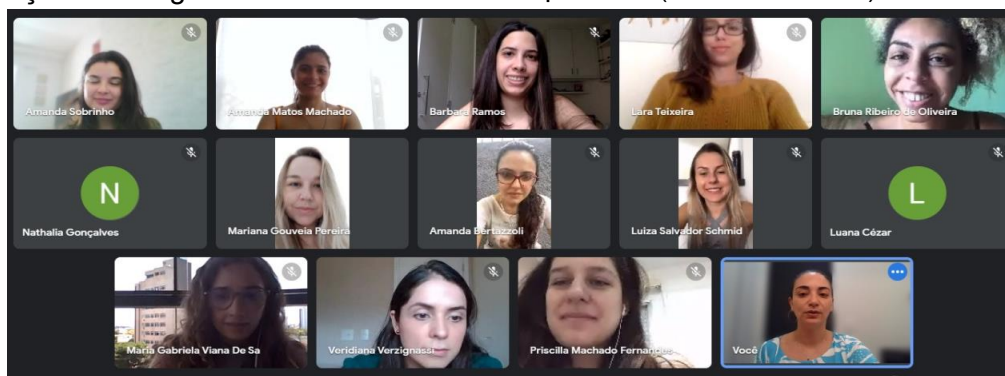 Amanda Sobrinho
Amanda Matos Machado
Barbara Ramos
Lara Teixeira
Bruna Ribeiro de Oliveira
N
Nathalia Gonçalves
Mariana Gouveia Pereira
Amanda Bertazzoli
Luiza Salvador Schmid
L
Luana Cézar
Maria Gabriela Viana De Sa
Veridiana Verzignassi
Priscilla Machado Fernandes
Você